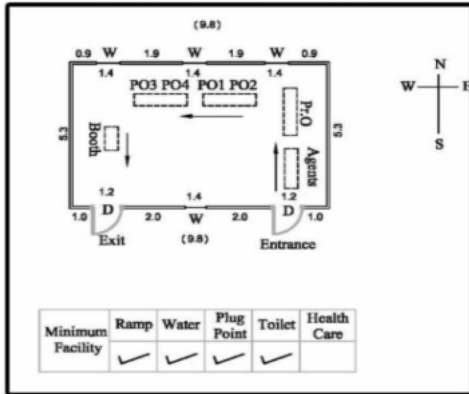 (9.8)
0.9 W 1.9 W 1.9 W 0.9
1.4 1.4 1.4
PO3 PO4 PO1 PO2
Pr.O
Agents
Booth
5.3
5.3
1.2 1.4 1.2
D W D
1.0 2.0 2.0 1.0
Exit (9.8) Entrance
N
W E
S
Minimum Facility
Ramp Water Plug Point Toilet Health Care